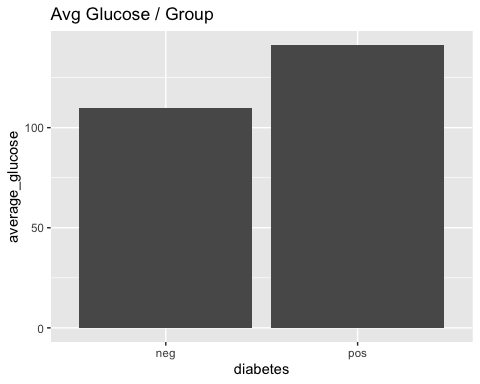 Avg Glucose / Group
average_glucose
100
50
0
neg pos
diabetes